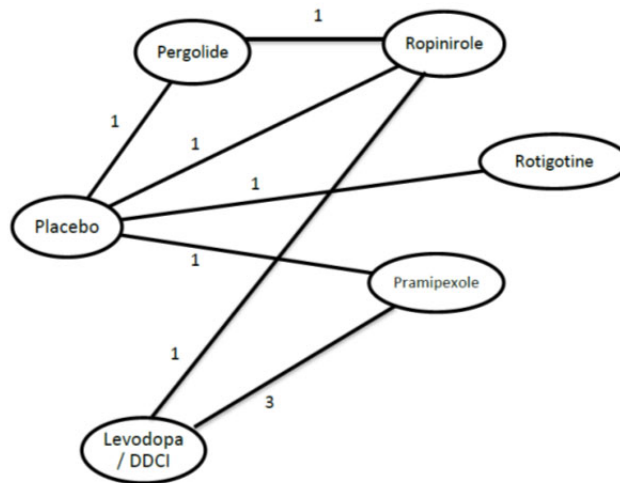 1
Pergolide
Ropinirole
1
1
Rotigotine
1
Placebo
1
Pramipexole
1
3
Levodopa
/ DDCI